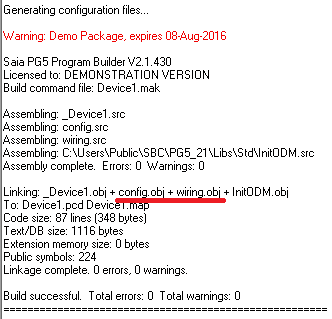 Generating configuration files...
Warning: Demo Package, expires 08-Aug-2016
Saia PG5 Program Builder V2.1.430
Licensed to: DEMONSTRATION VERSION
Build command file: Device1.mak
Assembling: _Device1.src
Assembling: config.src
Assembling: wiring.src
Assembling: C:\Users\Public\SBC\PG5_21\Libs\Std\InitODM.src
Assembly complete.  Errors: 0  Warnings: 0
Linking: _Device1.obj + config.obj + wiring.obj + InitODM.obj
To: Device1.pcd Device1.map
Code size: 87 lines (348 bytes)
Text/DB size: 1116 bytes
Extension memory size: 0 bytes
Public symbols: 224
Linkage complete. 0 errors, 0 warnings.
Build successful.  Total errors: 0  Total warnings: 0